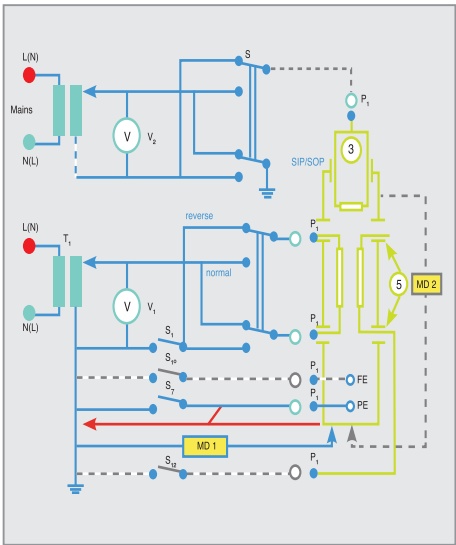 L(N)
Mains
N(L)
V
V2
S
P1
3
SIP/SOP
L(N)
T1
N(L)
V
V1
reverse
normal
P1
5
MD 2
P1
S1
S10
P1
FE
S7
P1
PE
MD 1
S12
P1